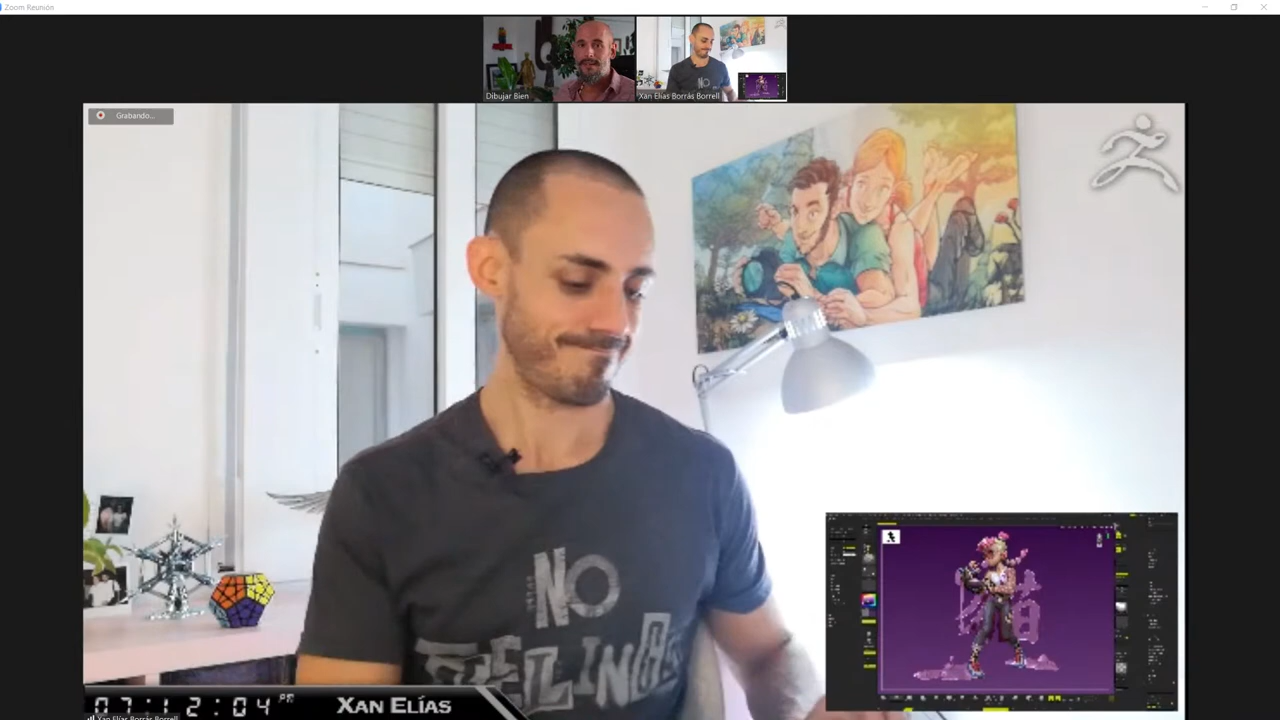 Zoom Reunión
Dibujar Bien
Xan Elías Borrás Borrell
Grabando...
NO
FEELINGS
07:12:04 PM
XAN ELÍAS
Xan Elías Borrás Borrell